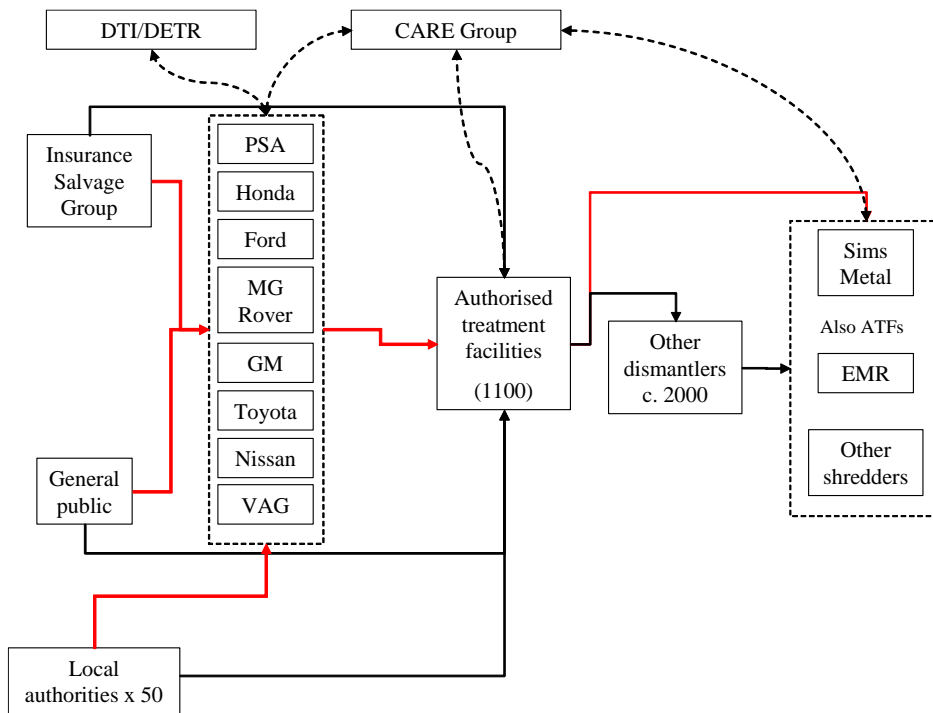 DTI/DETR
CARE Group
Insurance
Salvage
Group
PSA
Honda
Ford
MG
Rover
GM
Toyota
Nissan
VAG
General
public
Local
authorities x 50
Authorised
treatment
facilities
(1100)
Other
dismantlers
c. 2000
Sims
Metal
Also ATFs
EMR
Other
shredders